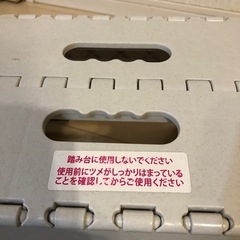 踏み台に使用しないでください
使用前にツメがしっかりはまっている
ことを確認してからご使用ください